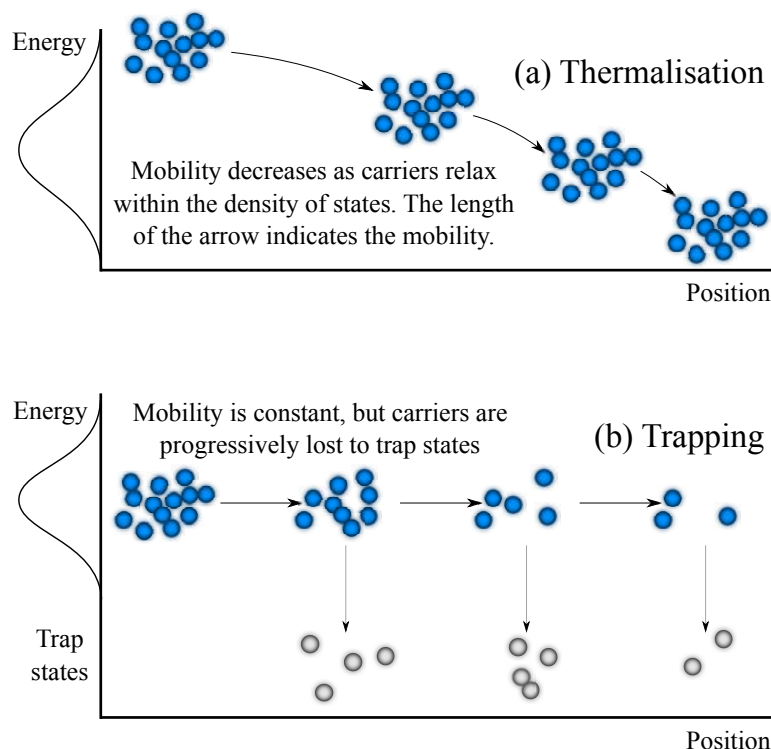 Energy
(a) Thermalisation
Mobility decreases as carriers relax
within the density of states. The length
of the arrow indicates the mobility.
Position
Energy
Mobility is constant, but carriers are
progressively lost to trap states
(b) Trapping
Trap
states
Position